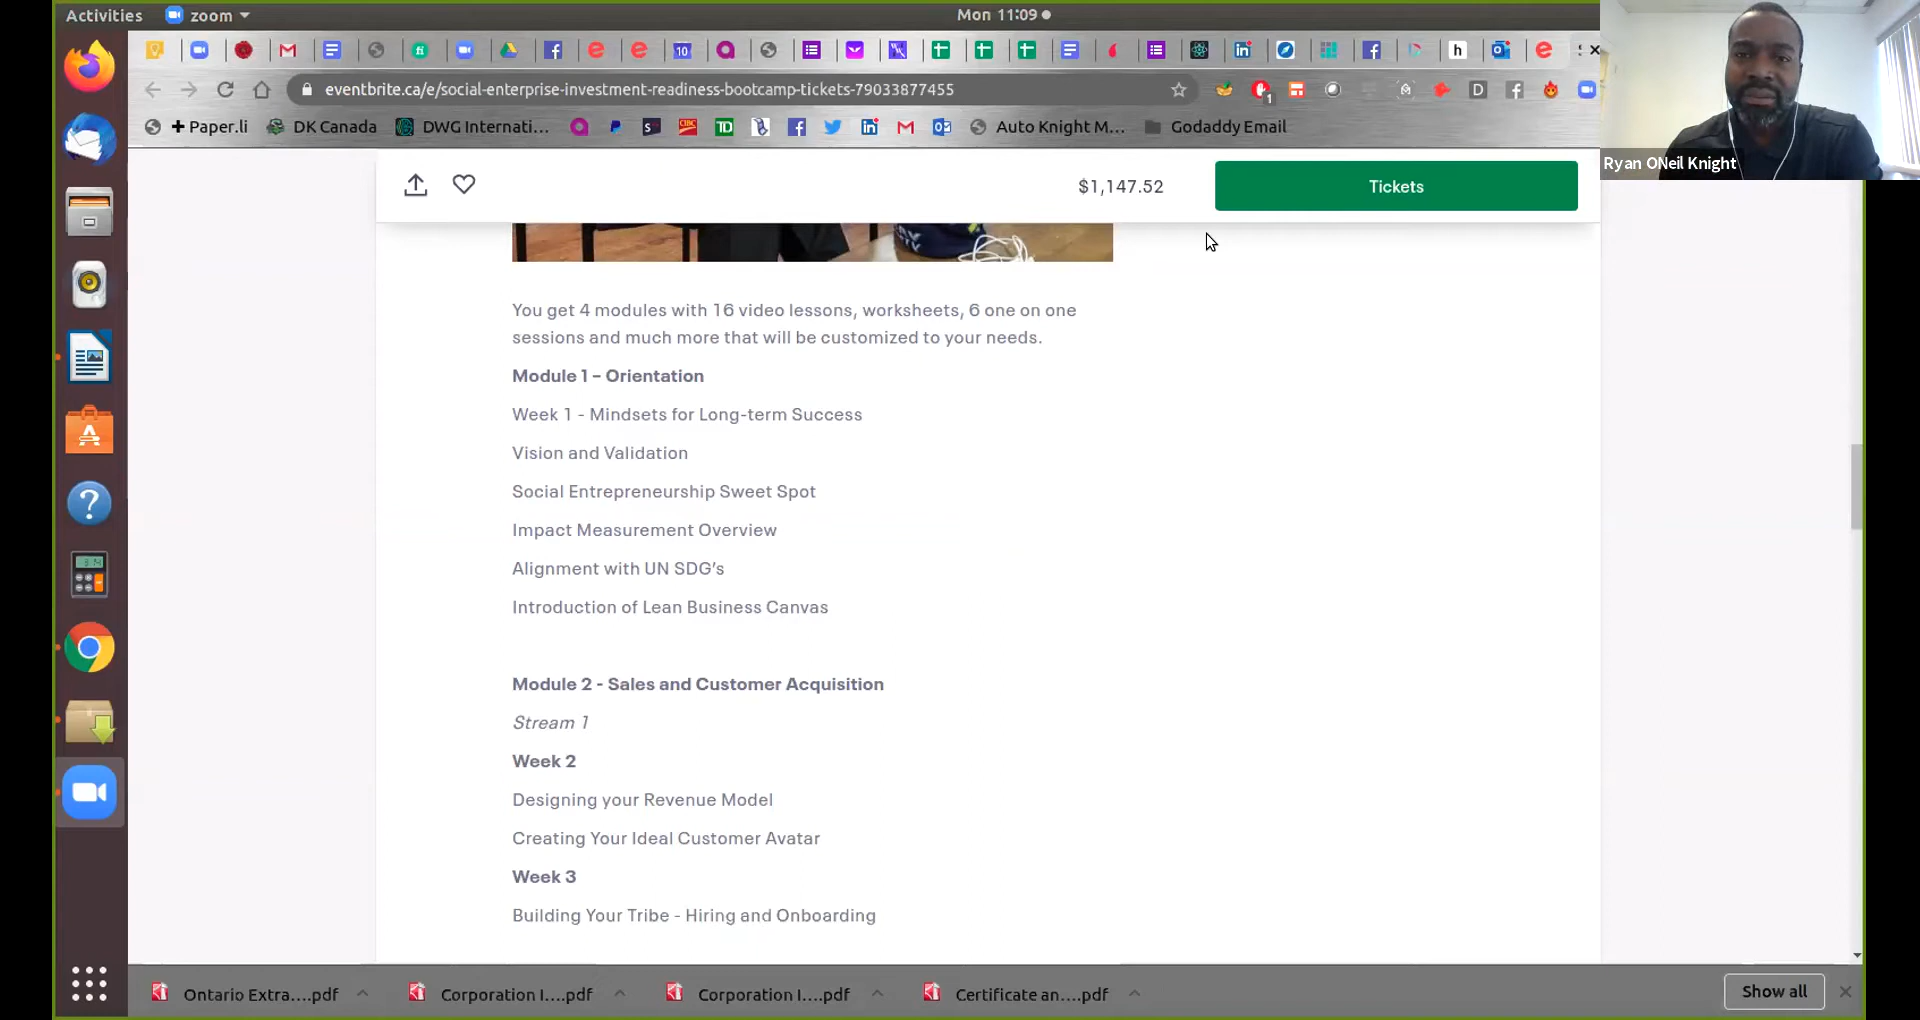 Activities zoom Mon 11:09
10
eventbrite.ca/e/social-enterprise-investment-readiness-bootcamp-tickets-79033877455
1
Paper.li DK Canada DWG Internati... Auto Knight M... Godaddy Email
Ryan ONeil Knight
$1,147.52 Tickets
You get 4 modules with 16 video lessons, worksheets, 6 one on one
sessions and much more that will be customized to your needs.
Module 1 – Orientation
Week 1 - Mindsets for Long-term Success
Vision and Validation
Social Entrepreneurship Sweet Spot
Impact Measurement Overview
Alignment with UN SDG’s
Introduction of Lean Business Canvas
Module 2 - Sales and Customer Acquisition
Stream 1
Week 2
Designing your Revenue Model
Creating Your Ideal Customer Avatar
Week 3
Building Your Tribe - Hiring and Onboarding
Ontario Extra....pdf Corporation I....pdf Corporation I....pdf Certificate an....pdf Show all